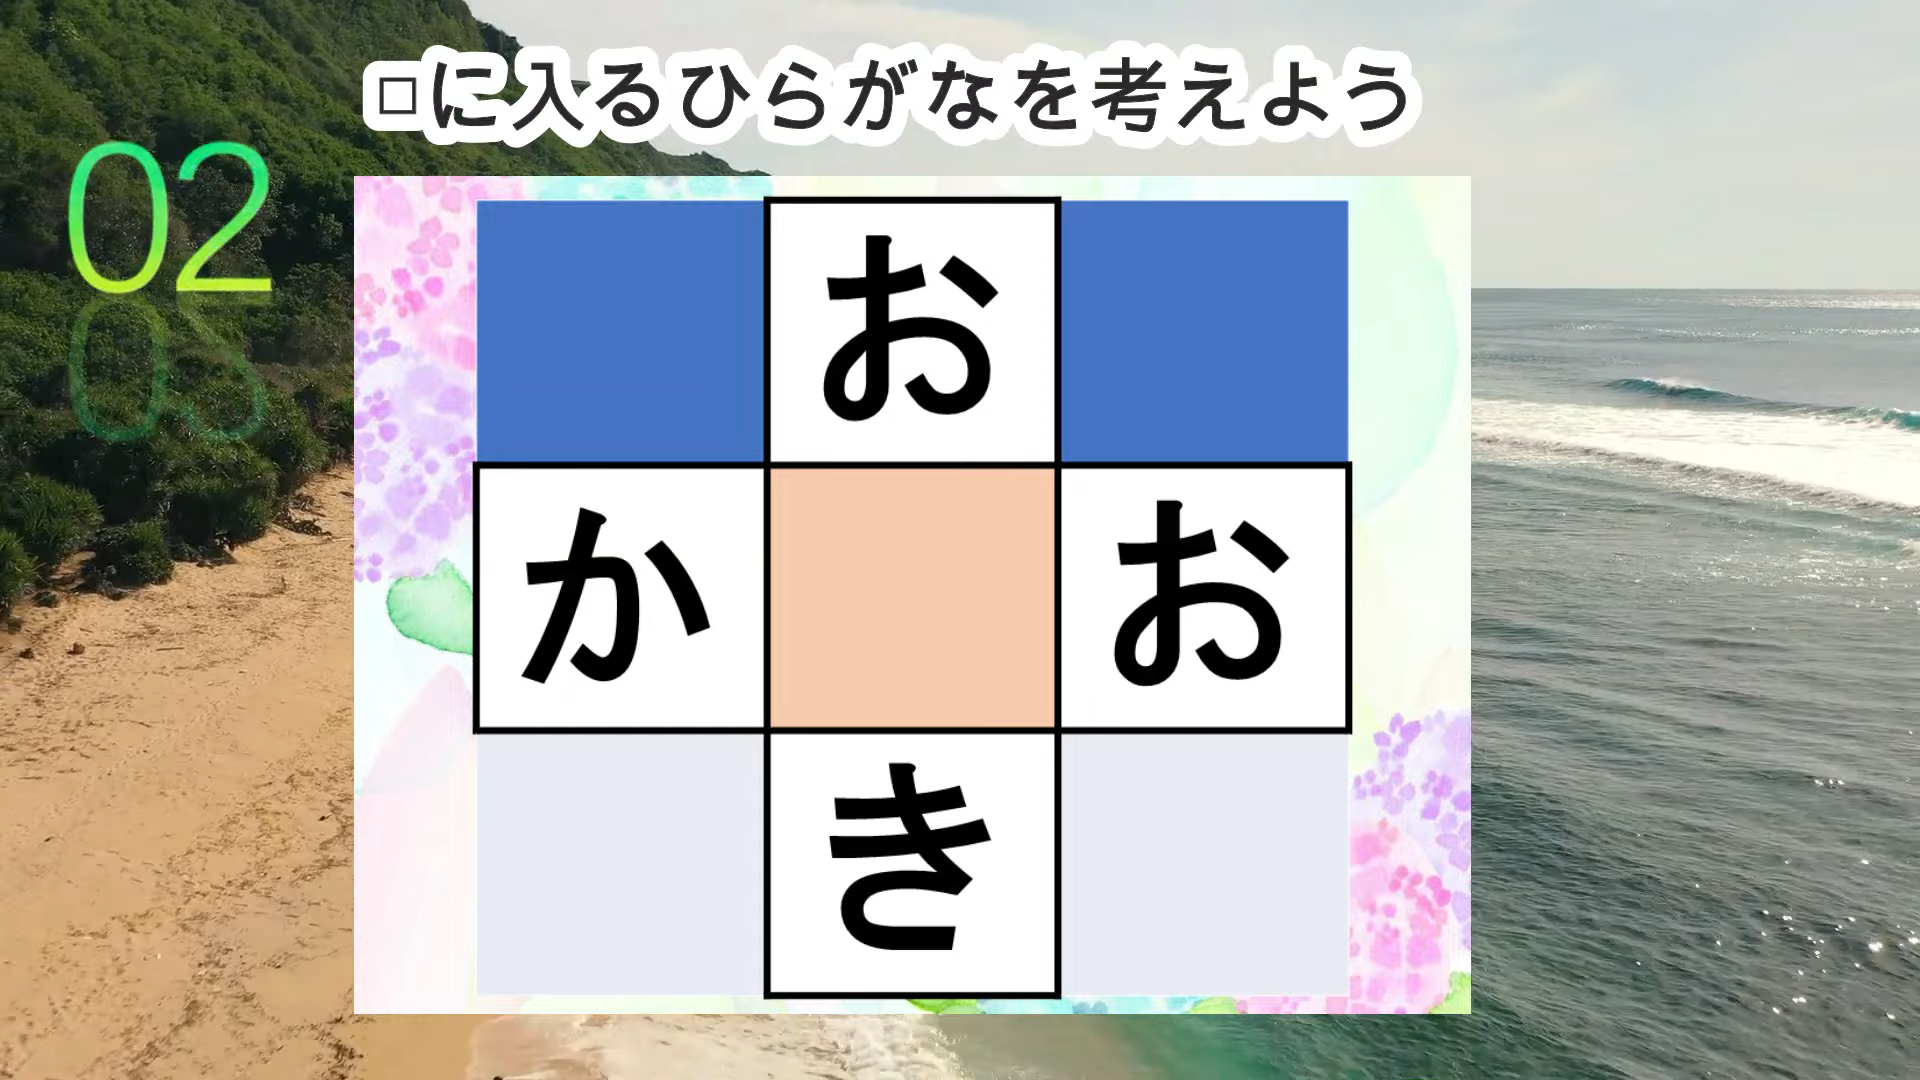 □に入るひらがなを考えよう
02
お
か お
き